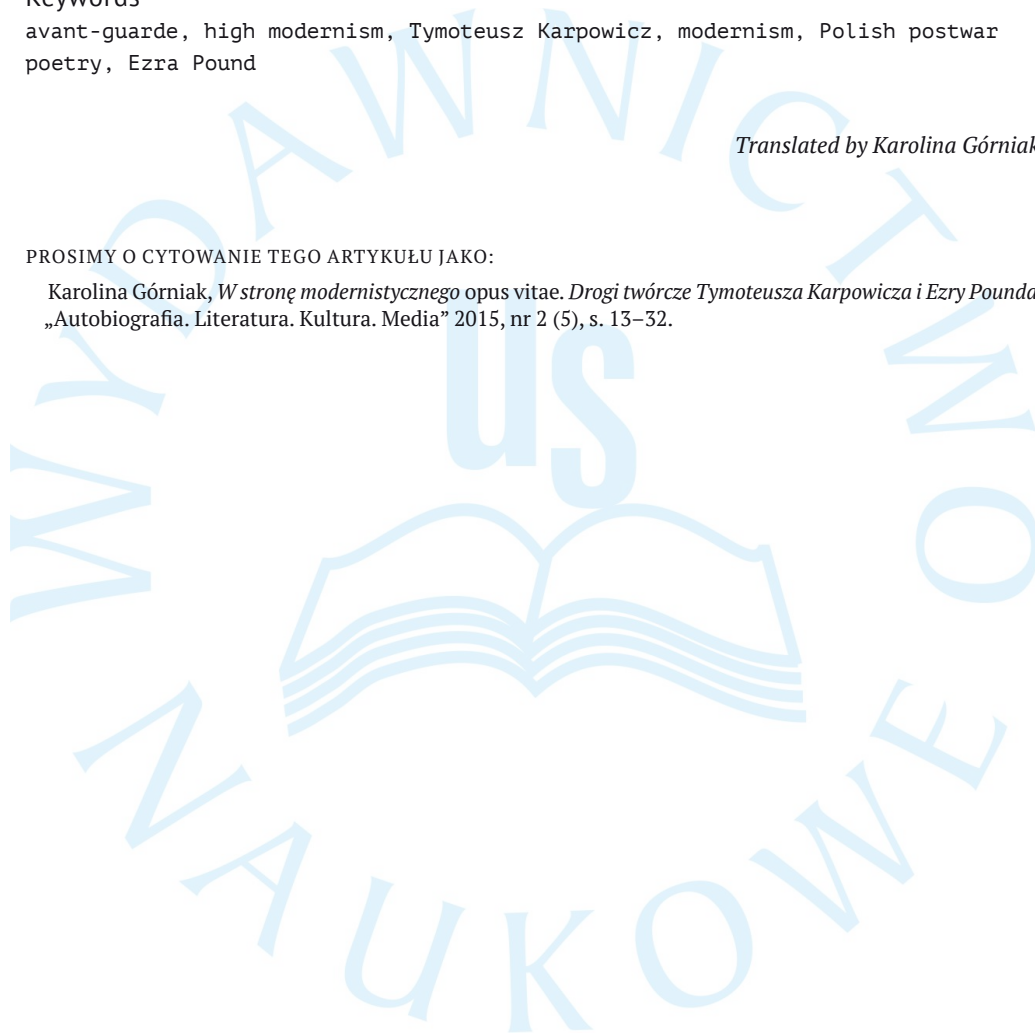 Keywords
avant-guarde, high modernism, Tymoteusz Karpowicz, modernism, Polish postwar
poetry, Ezra Pound
Translated by Karolina Górniak
PROSIMY O CYTOWANIE TEGO ARTYKUŁU JAKO:
Karolina Górniak, W stronę modernistycznego opus vitae. Drogi twórcze Tymoteusza Karpowicza i Ezry Pounda
„Autobiografia. Literatura. Kultura. Media” 2015, nr 2 (5), s. 13–32.
WYDAWNICTWO
NAUKOWE
us